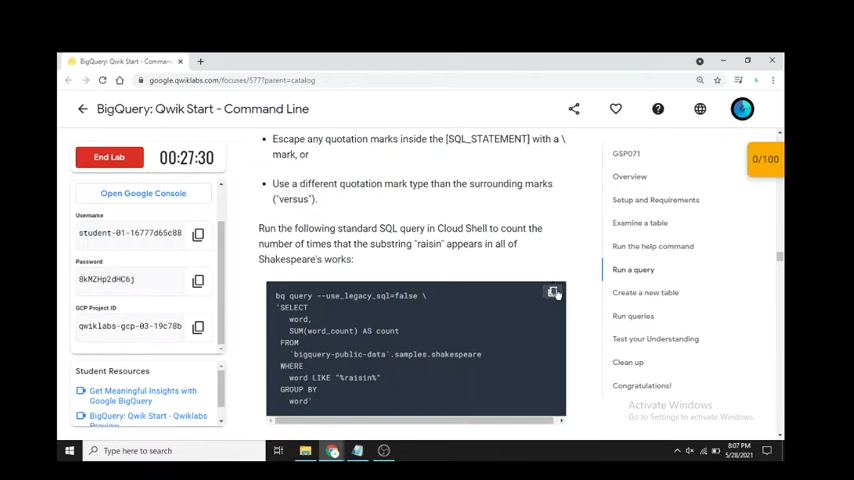 BigQuery: Qwik Start - Comman
google.qwiklabs.com/focuses/577?parent=catalog
BigQuery: Qwik Start - Command Line
End Lab
00:27:30
Open Google Console
Username
student-01-16777d65c88
Password
8kMZHp2dHC6j
GCP Project ID
qwiklabs-gcp-03-19c78b
Student Resources
Get Meaningful Insights with
Google BigQuery
BigQuery: Qwik Start - Qwiklabs
Preview
Escape any quotation marks inside the [SQL_STATEMENT] with a \
mark, or
Use a different quotation mark type than the surrounding marks
("versus").
Run the following standard SQL query in Cloud Shell to count the
number of times that the substring "raisin" appears in all of
Shakespeare's works:
bq query --use_legacy_sql=false \
'SELECT
word,
SUM(word_count) AS count
FROM
`bigquery-public-data`.samples.shakespeare
WHERE
word LIKE "%raisin%"
GROUP BY
word'
GSP071
Overview
Setup and Requirements
Examine a table
Run the help command
Run a query
Create a new table
Run queries
Test your Understanding
Clean up
Congratulations!
0/100
Activate Windows
Go to Settings to activate Windows.
Type here to search
8:07 PM
5/28/2021